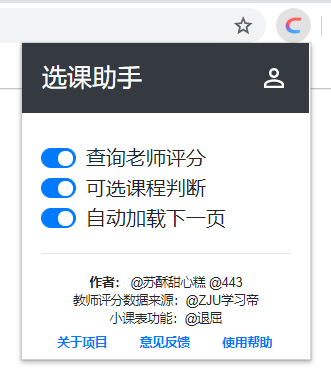 选课助手
查询老师评分
可选课程判断
自动加载下一页
作者： @苏酥甜心糕 @443
教师评分数据来源：@ZJU学习帝
小课表功能：@退屈
关于项目 意见反馈 使用帮助